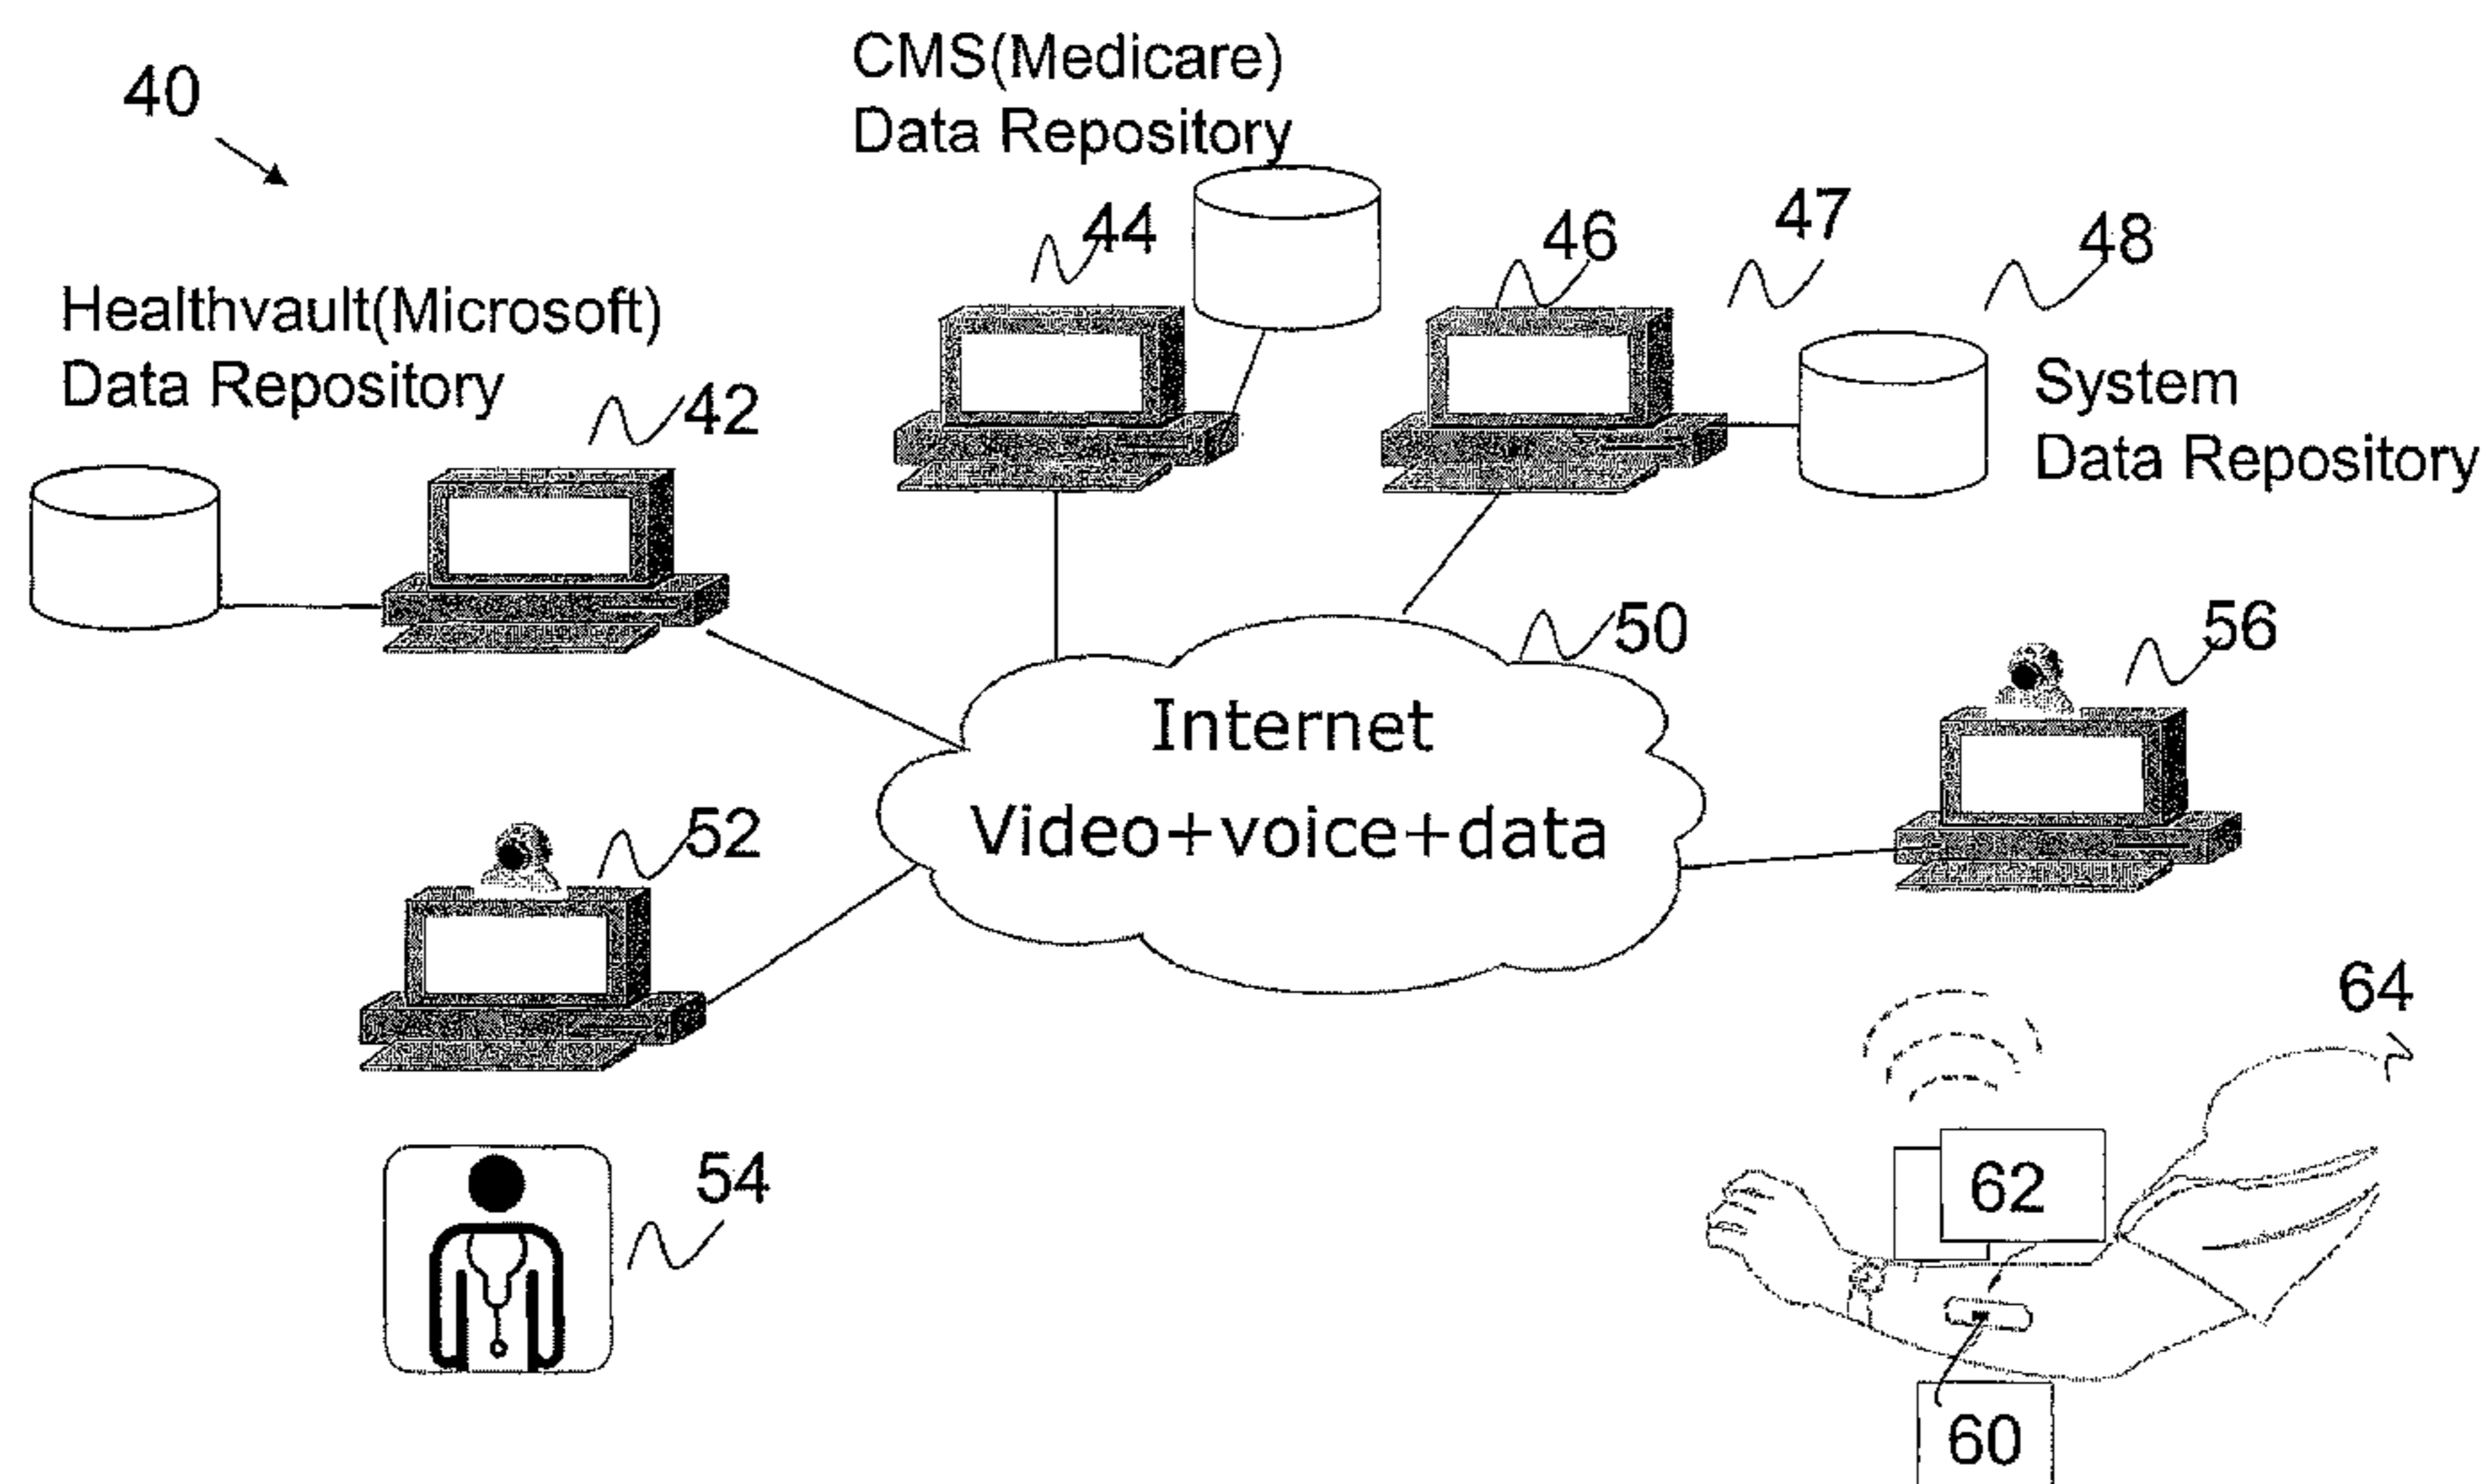 40
CMS(Medicare)
Data Repository
44
46
47
48
Healthvault(Microsoft)
Data Repository
42
System
Data Repository
50
56
Internet
Video+voice+data
52
64
54
62
60